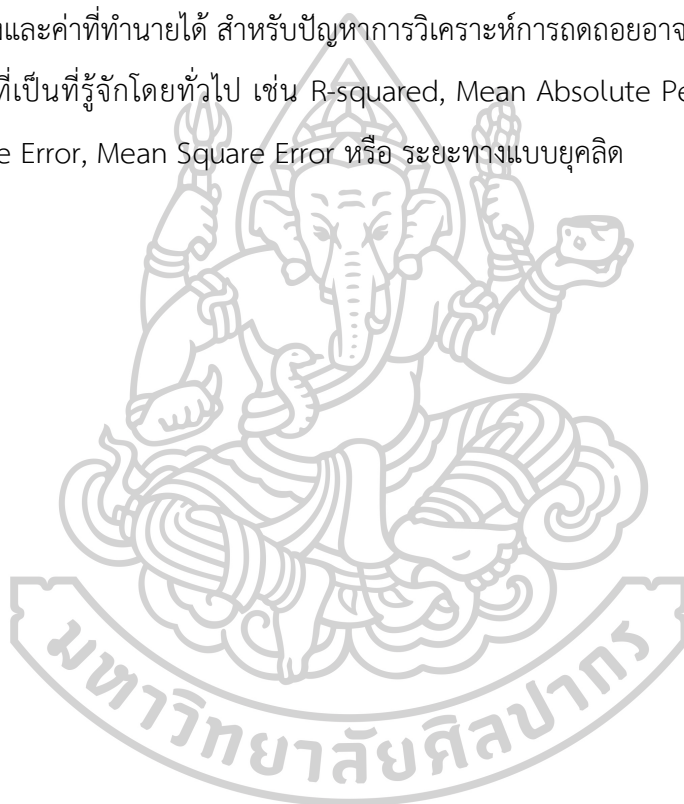 และค่าที่ทำนายได้ สำหรับปัญหาการวิเคราะห์การถดถอยอาจ
ที่เป็นที่รู้จักโดยทั่วไป เช่น R-squared, Mean Absolute Pe
e Error, Mean Square Error หรือ ระยะทางแบบยุคลิด
มหาวิทยาลัยศิลปากร